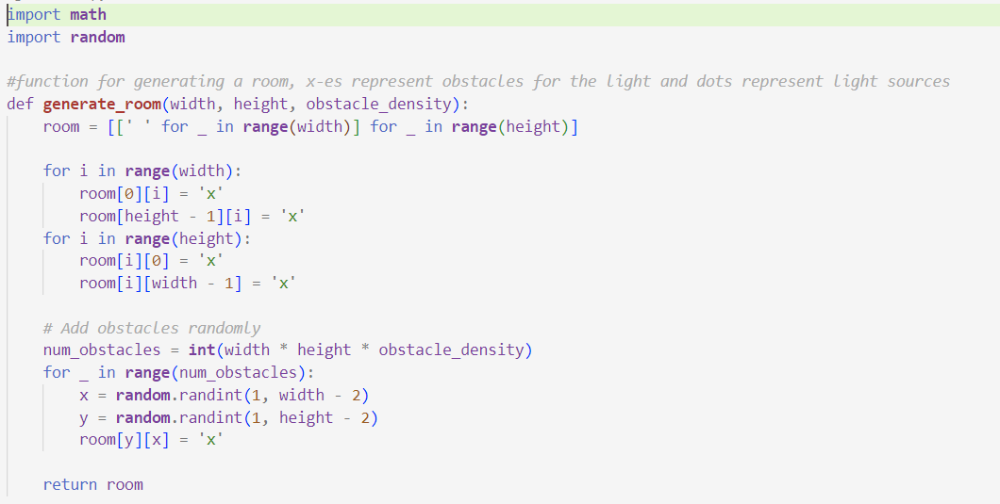 import math
import random
#function for generating a room, x-es represent obstacles for the light and dots represent light sources
def generate_room(width, height, obstacle_density):
    room = [[' ' for _ in range(width)] for _ in range(height)]
    for i in range(width):
        room[0][i] = 'x'
        room[height - 1][i] = 'x'
    for i in range(height):
        room[i][0] = 'x'
        room[i][width - 1] = 'x'
    # Add obstacles randomly
    num_obstacles = int(width * height * obstacle_density)
    for _ in range(num_obstacles):
        x = random.randint(1, width - 2)
        y = random.randint(1, height - 2)
        room[y][x] = 'x'
    return room